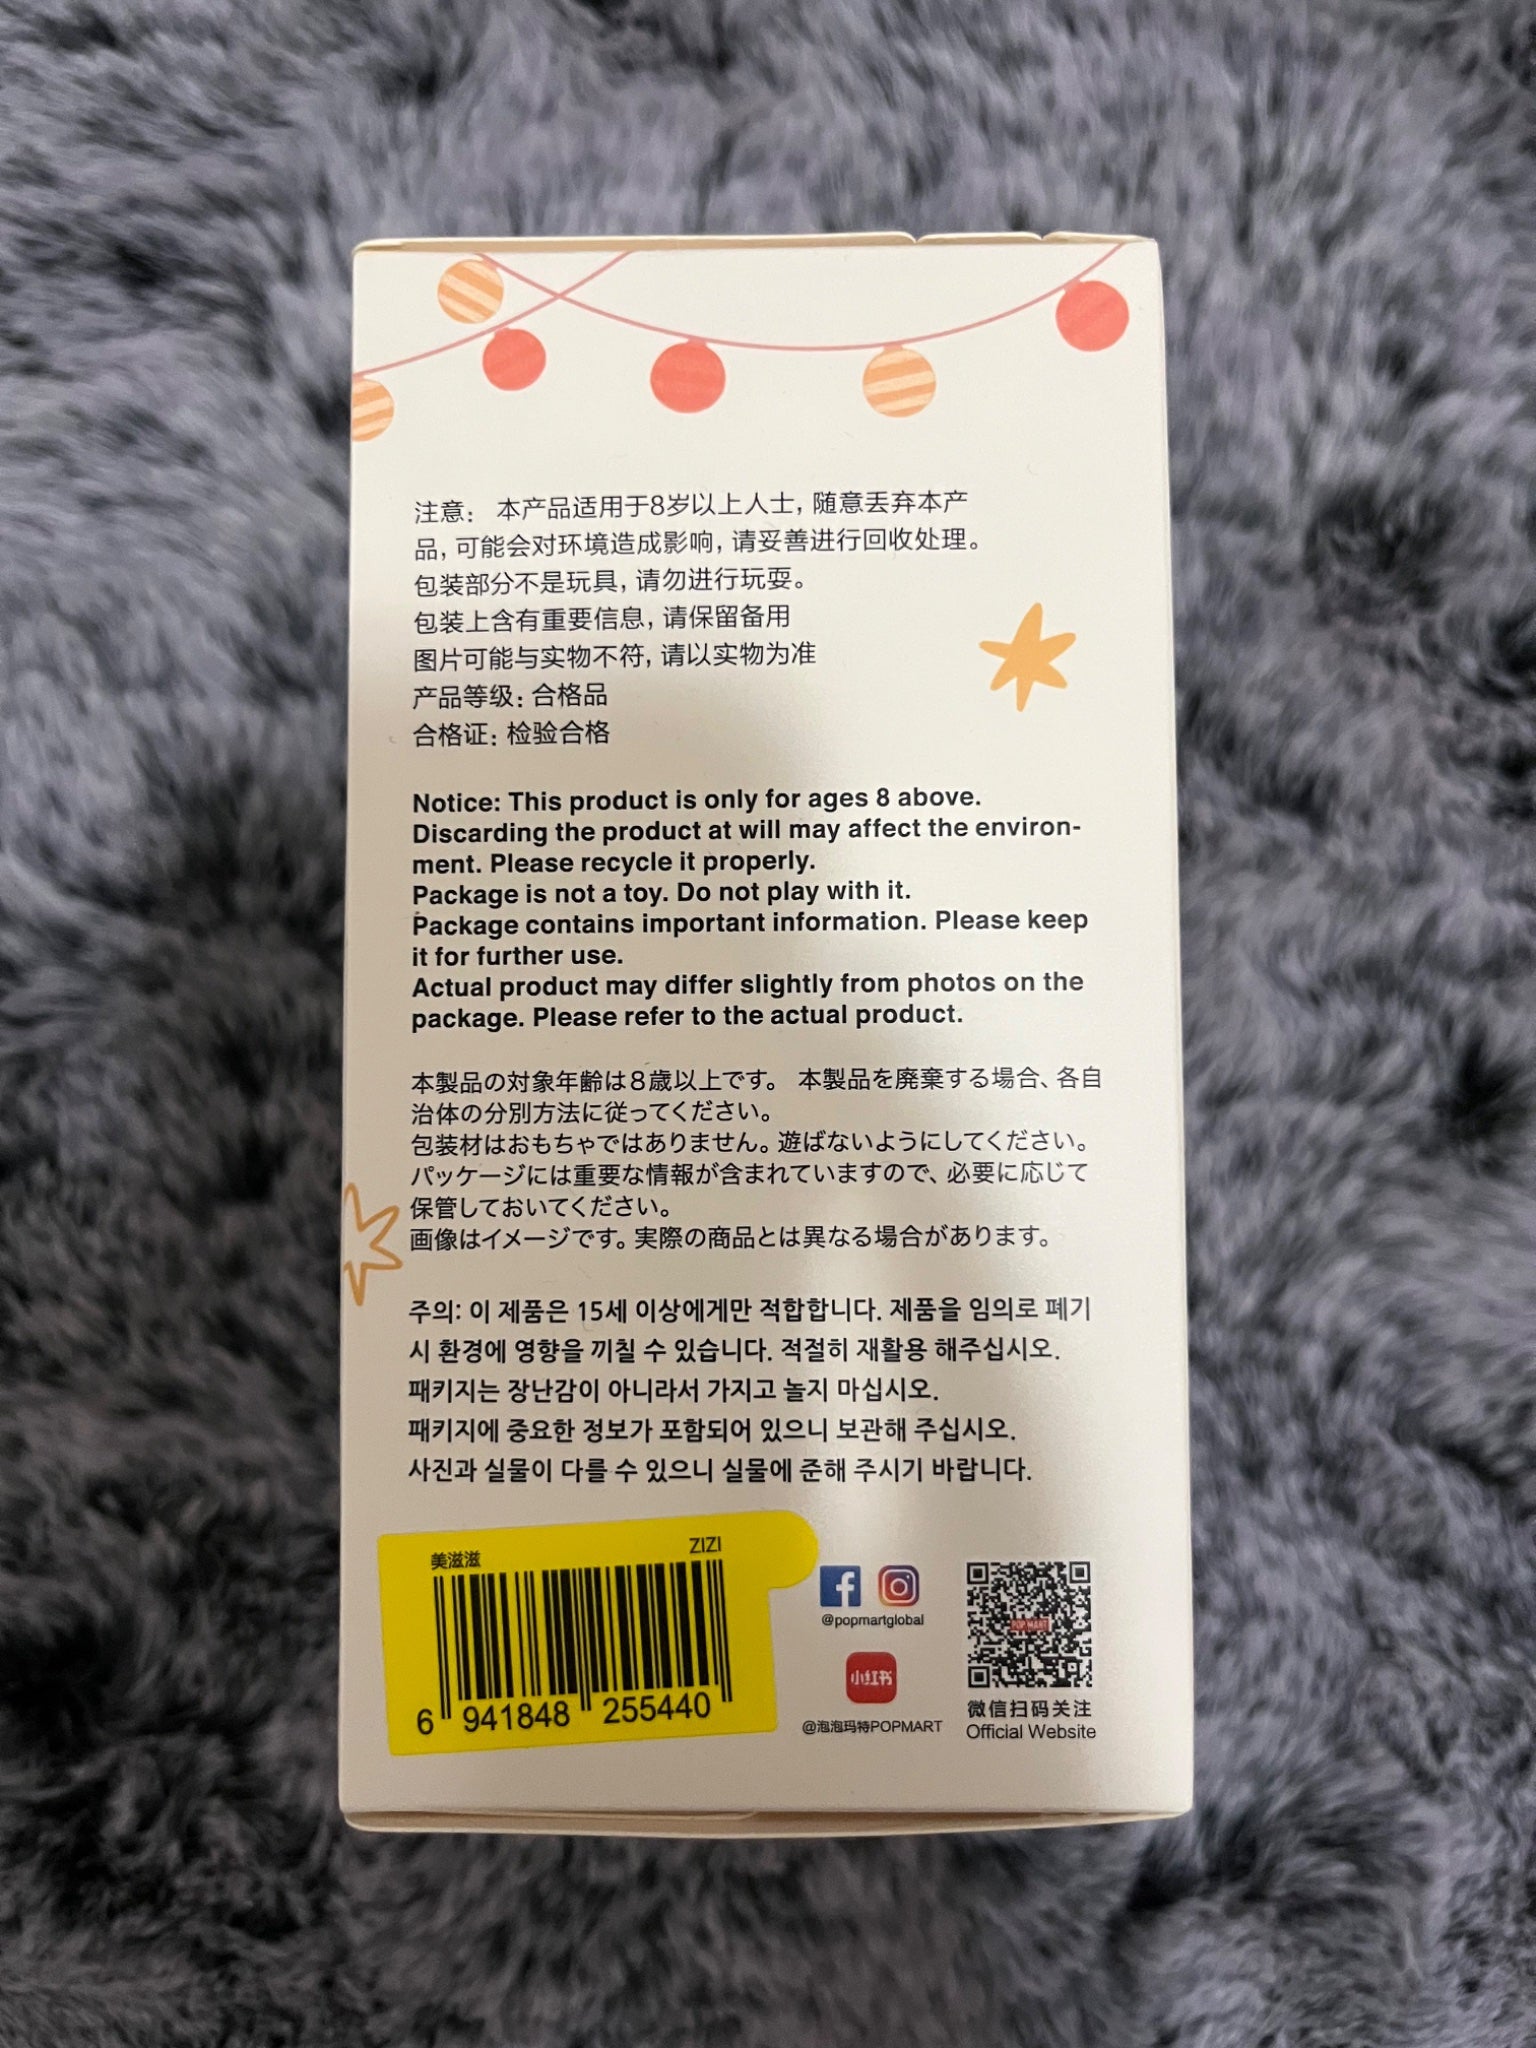 注意： 本产品适用于8岁以上人士，随意丢弃本产
品，可能会对环境造成影响，请妥善进行回收处理。
包装部分不是玩具，请勿进行玩耍。
包装上含有重要信息，请保留备用
图片可能与实物不符，请以实物为准
产品等级：合格品
合格证：检验合格
Notice: This product is only for ages 8 above.
Discarding the product at will may affect the environ-
ment. Please recycle it properly.
Package is not a toy. Do not play with it.
Package contains important information. Please keep
it for further use.
Actual product may differ slightly from photos on the
package. Please refer to the actual product.
本製品の対象年齢は8歳以上です。 本製品を廃棄する場合、各自
治体の分別方法に従ってください。
包装材はおもちゃではありません。遊ばないようにしてください。
パッケージには重要な情報が含まれていますので、必要に応じて
保管しておいてください。
画像はイメージです。実際の商品とは異なる場合があります。
주의: 이 제품은 15세 이상에게만 적합합니다. 제품을 임의로 폐기
시 환경에 영향을 끼칠 수 있습니다. 적절히 재활용 해주십시오.
패키지는 장난감이 아니라서 가지고 놀지 마십시오.
패키지에 중요한 정보가 포함되어 있으니 보관해 주십시오.
사진과 실물이 다를 수 있으니 실물에 준해 주시기 바랍니다.
美滋滋 ZIZI
6 941848 255440
@popmartglobal
小红书
@泡泡玛特POPMART
POP MART
微信扫码关注
Official Website